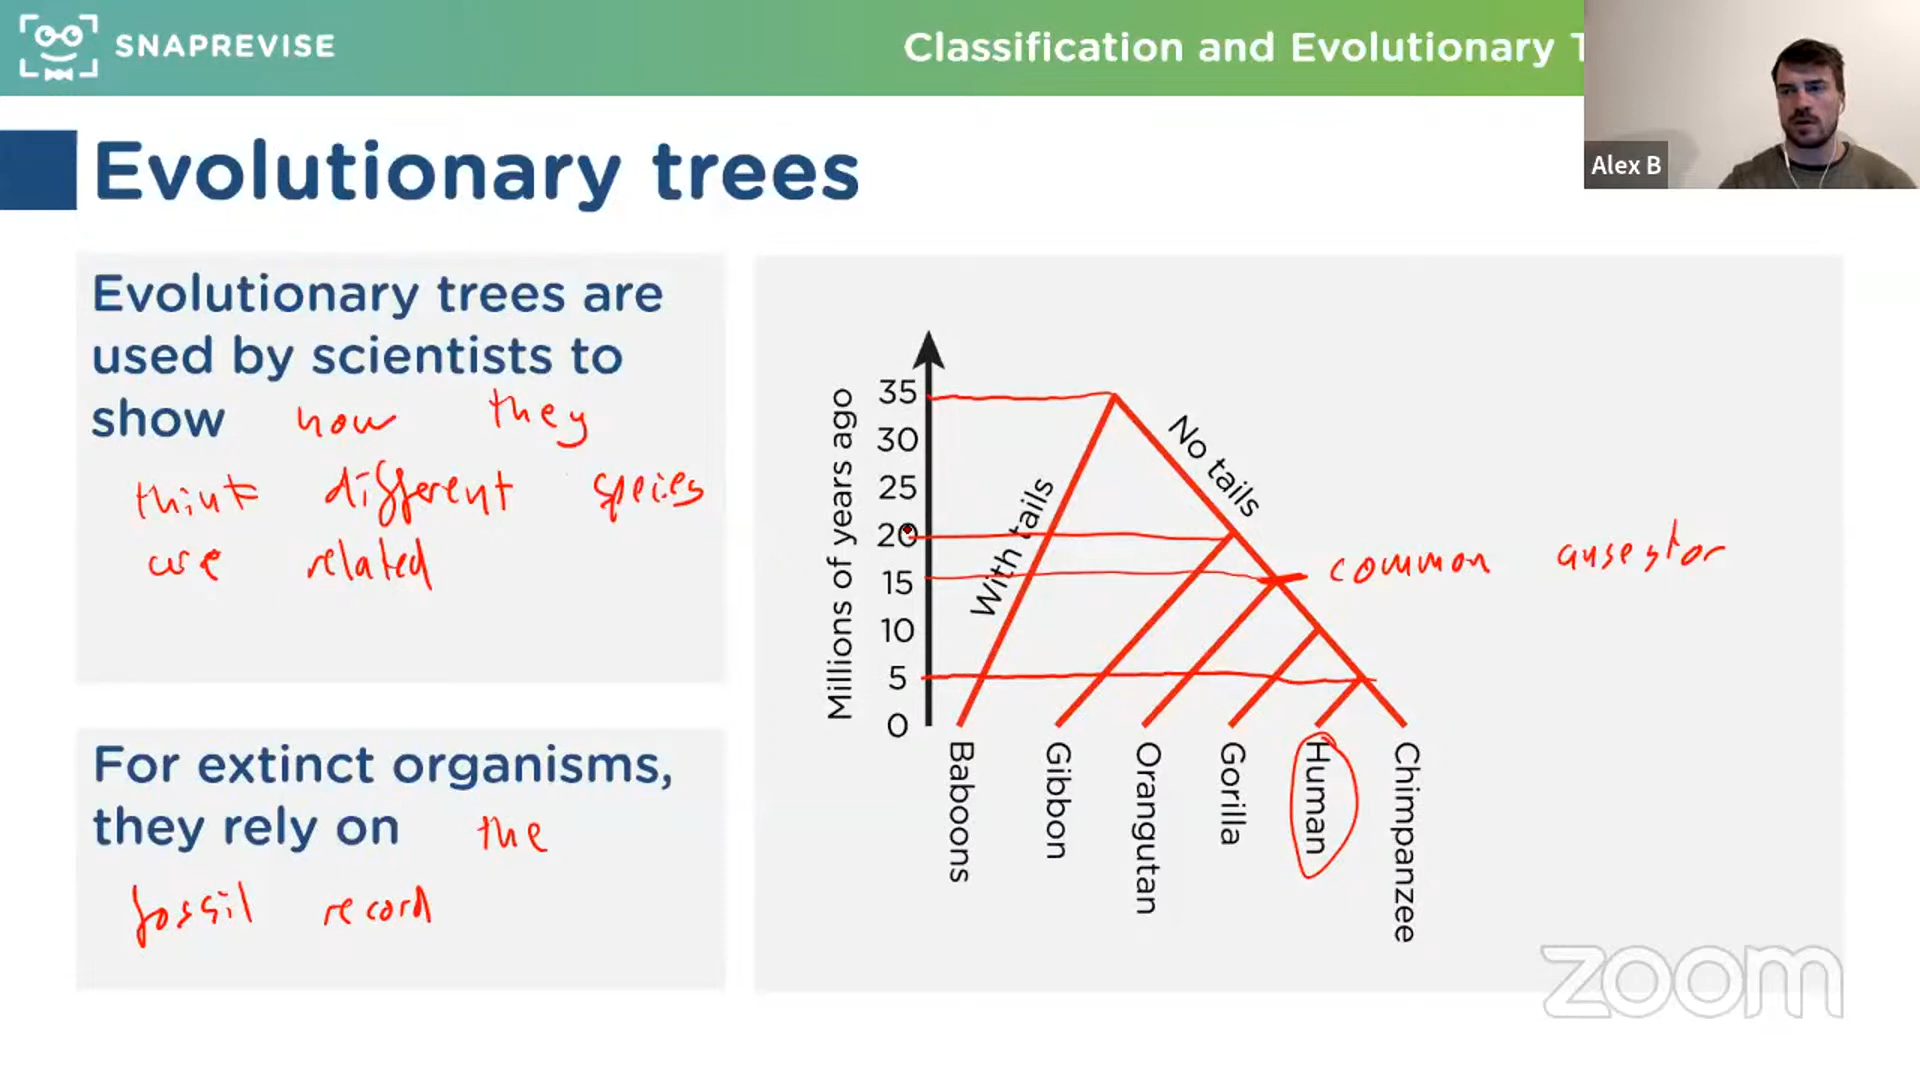 SNAPREVISE
Classification and Evolutionary T
Alex B
Evolutionary trees
Evolutionary trees are
used by scientists to
show how they
think different species
are related
For extinct organisms,
they rely on the
fossil record
Millions of years ago
35
30
25
20
15
10
5
0
With tails
No tails
common ansestor
Baboons
Gibbon
Orangutan
Gorilla
Human
Chimpanzee
zoom